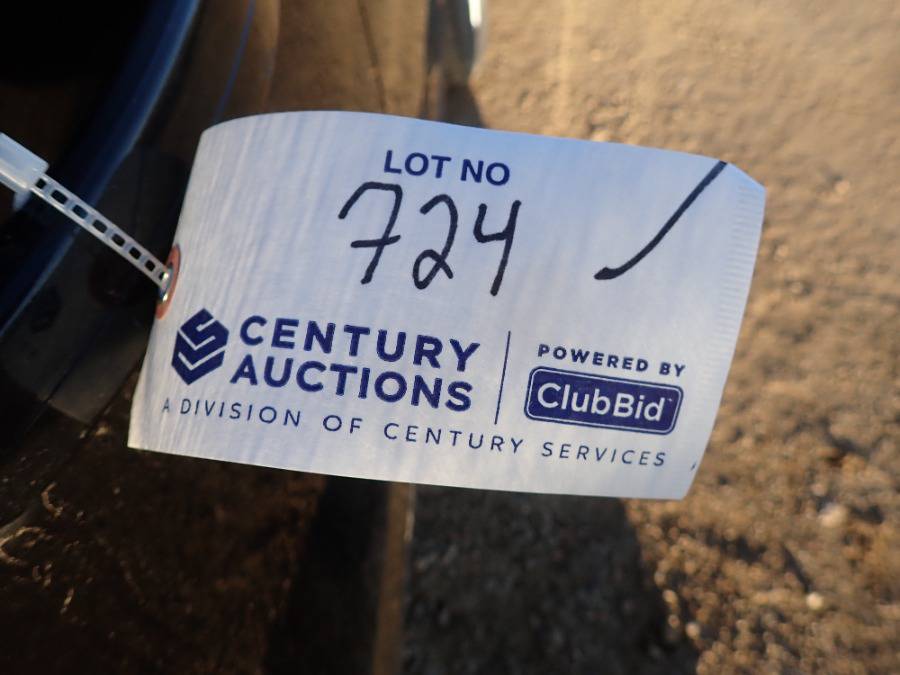 LOT NO
724
CENTURY
AUCTIONS
A DIVISION OF CENTURY SERVICES
POWERED BY
ClubBid